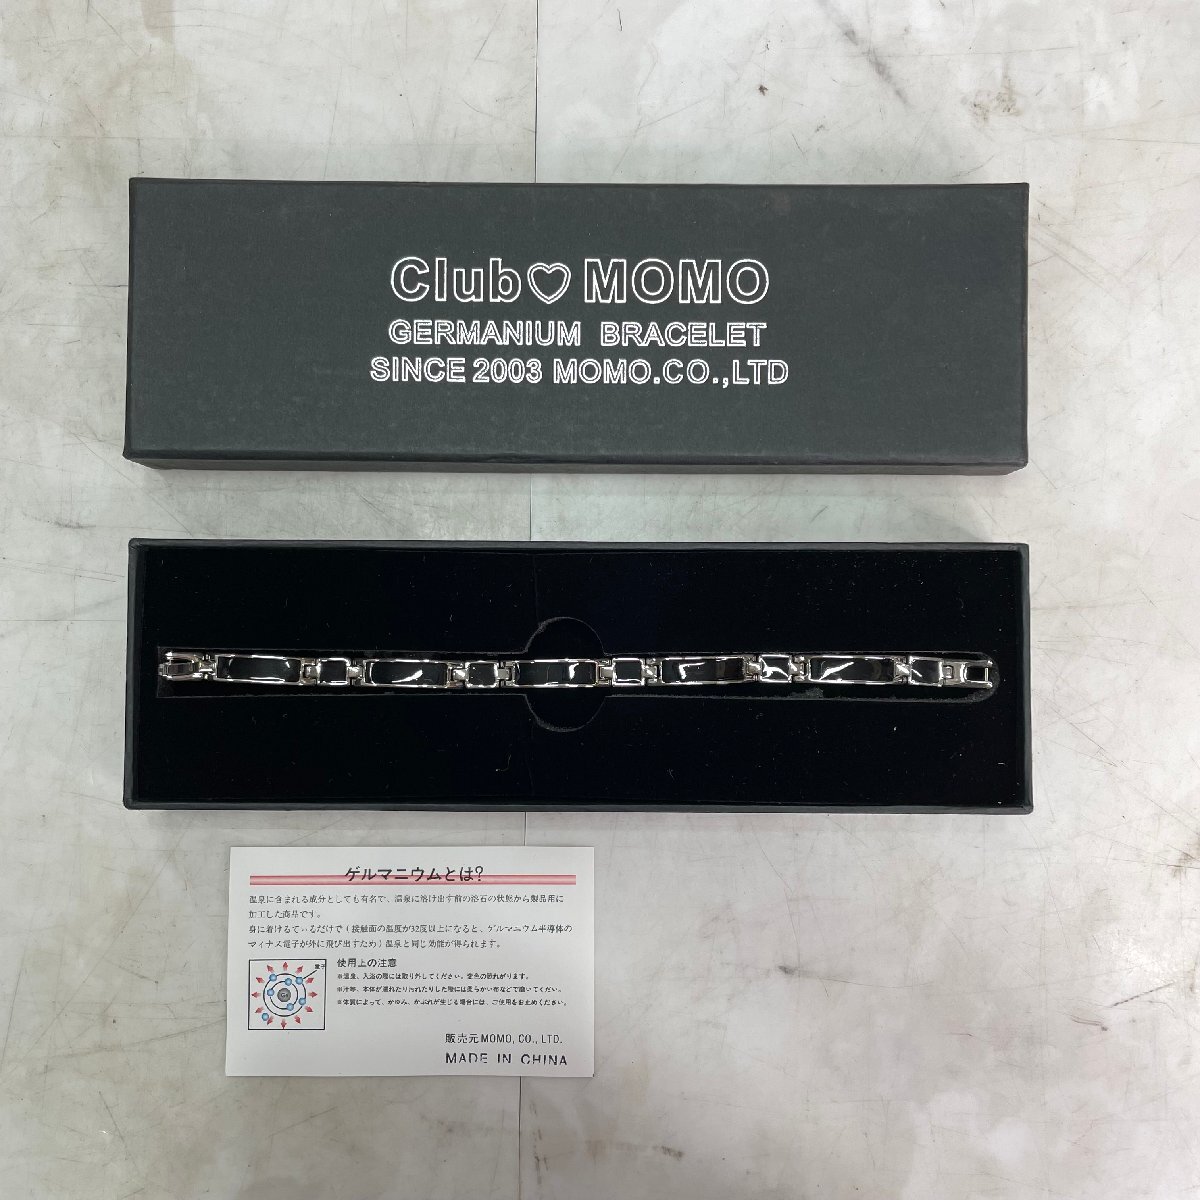 Club♡MOMO
GERMANIUM BRACELET
SINCE 2003 MOMO.CO.,LTD
ゲルマニウムとは?
温泉に含まれる成分としても有名で、温泉に溶け出す前の溶石の状態から製品用に
加工した商品です。
身に着けるているだけで(接触面の温度が32度以上になると、ゲルマニウム半導体の
マイナス電子が外に飛び出すため)温泉と同じ効能が得られます。
電子
使用上の注意
※温泉、入浴の際には取り外してください。変色の恐れがります。
※汗等、本体が濡れたり汚れたりした際には柔らかい布などで磨いてください。
※体質によって、かゆみ、かぶれが生じる場合には、ご使用をお止めください。
販売元MOMO, CO., LTD.
MADE IN CHINA